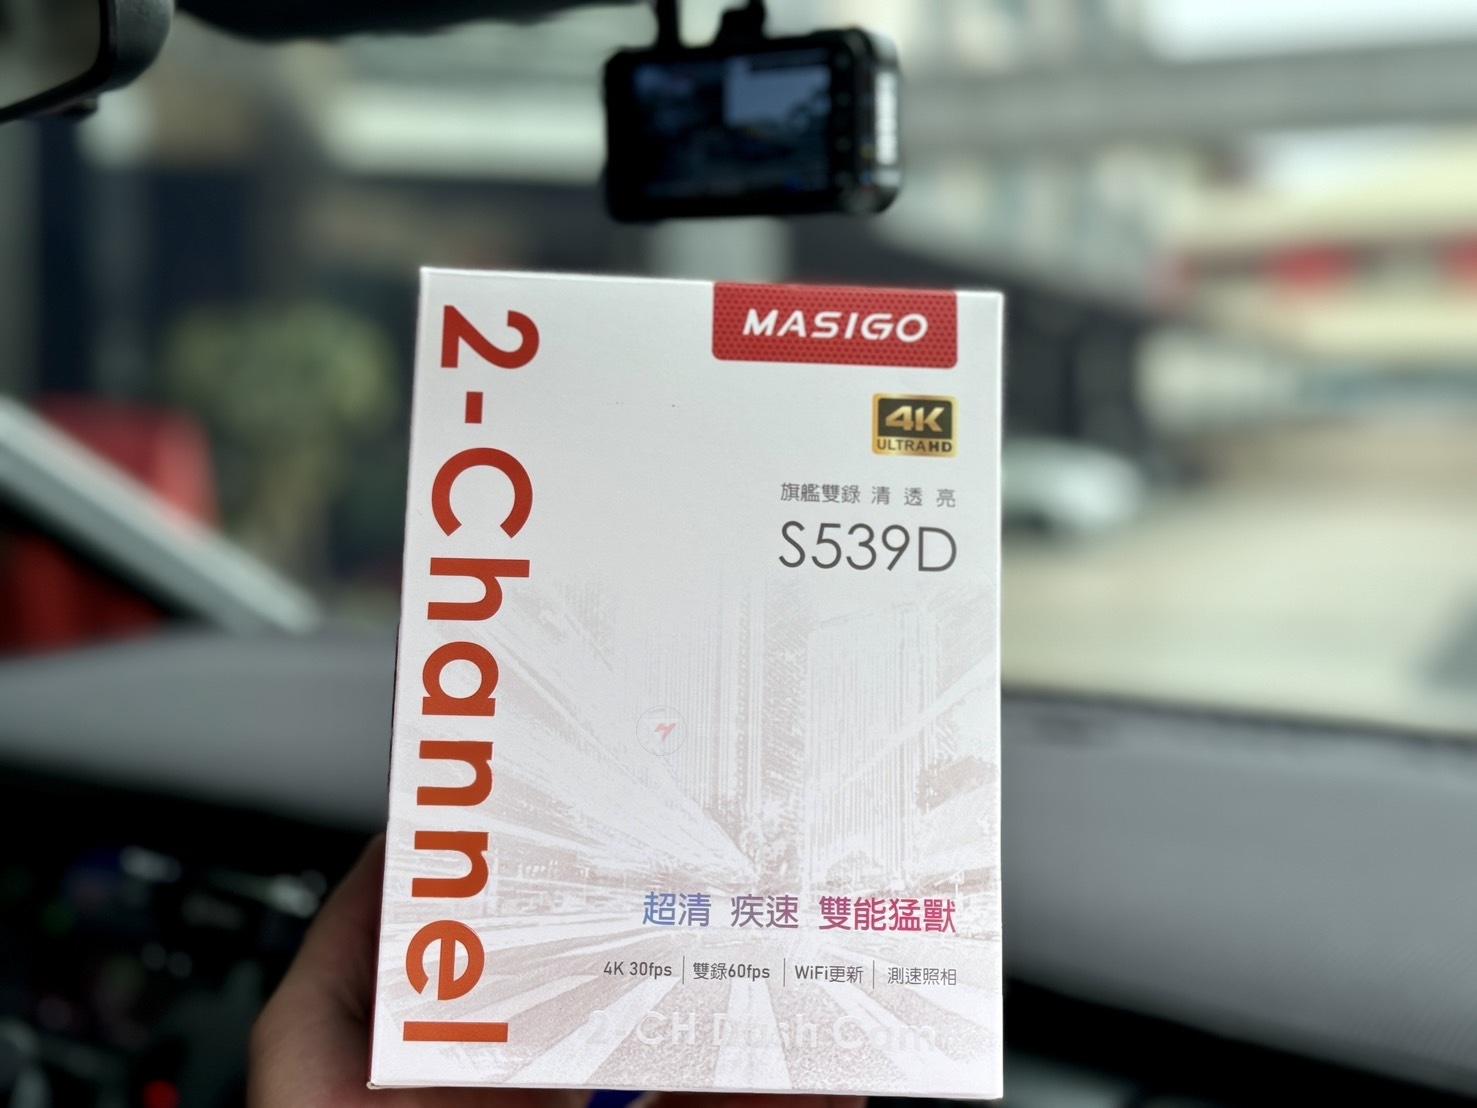 2-Channel
MASIGO
4K
ULTRA HD
旗艦雙錄 清 透 亮
S539D
超清 疾速 雙能猛獸
4K 30fps | 雙錄60fps | WiFi更新 | 測速照相
2-CH Dash Cam